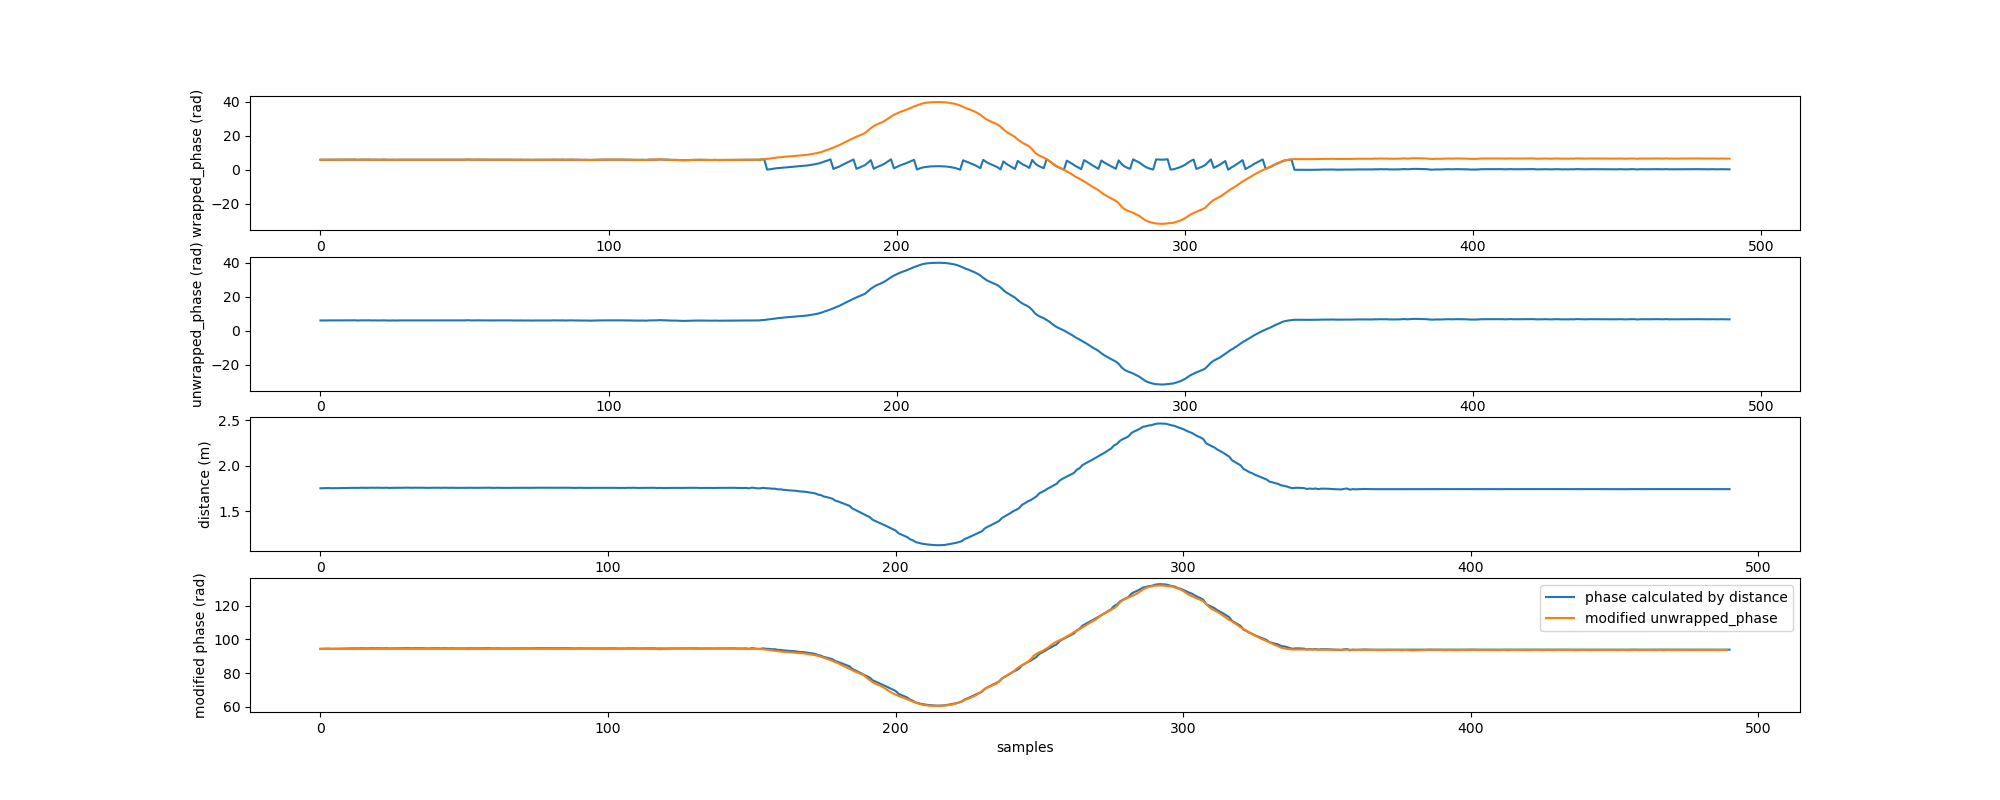 wrapped_phase (rad)
40
20
0
−20
0 100 200 300 400 500
unwrapped_phase (rad)
40
20
0
−20
0 100 200 300 400 500
distance (m)
2.5
2.0
1.5
0 100 200 300 400 500
modified phase (rad)
120
100
80
60
phase calculated by distance
modified unwrapped_phase
0 100 200 300 400 500
samples